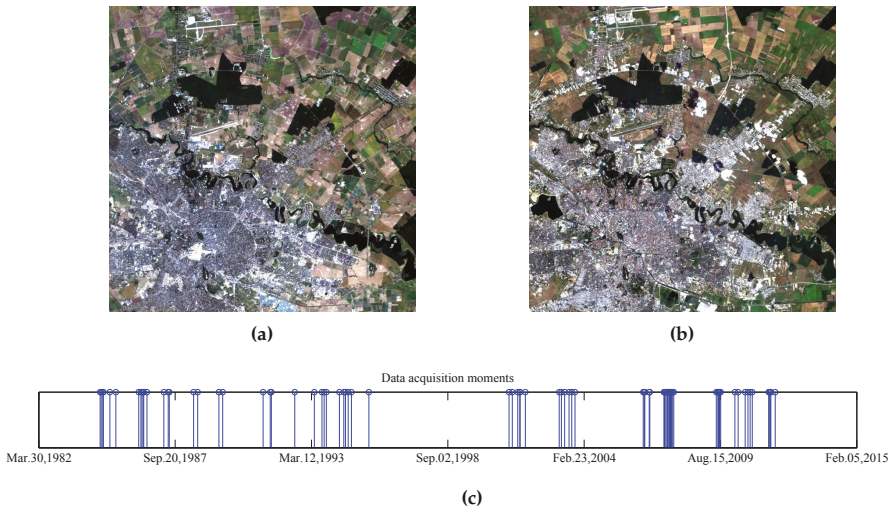 (a)
(b)
Data acquisition moments
Mar.30,1982 Sep.20,1987 Mar.12,1993 Sep.02,1998 Feb.23,2004 Aug.15,2009 Feb.05,2015
(c)